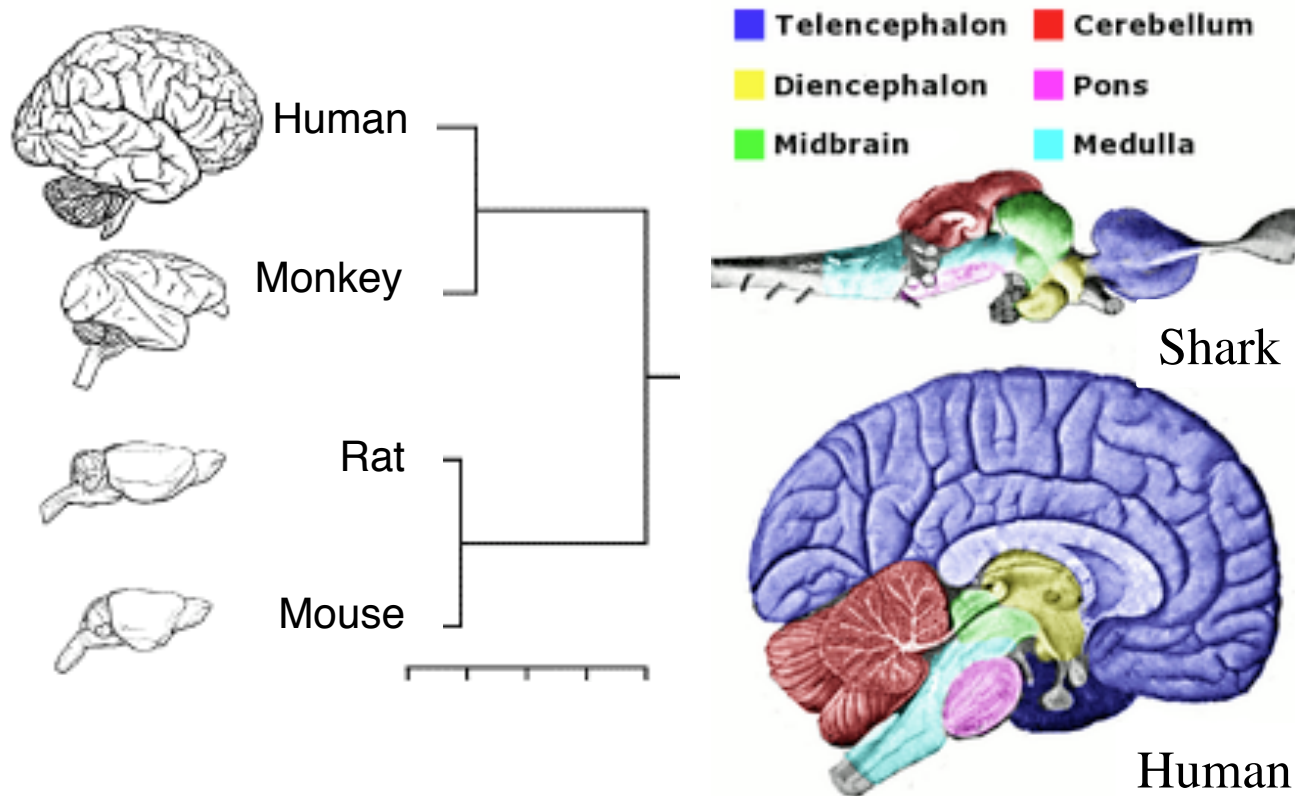 Human
Monkey
Rat
Mouse
Telencephalon
Cerebellum
Diencephalon
Pons
Midbrain
Medulla
Shark
Human